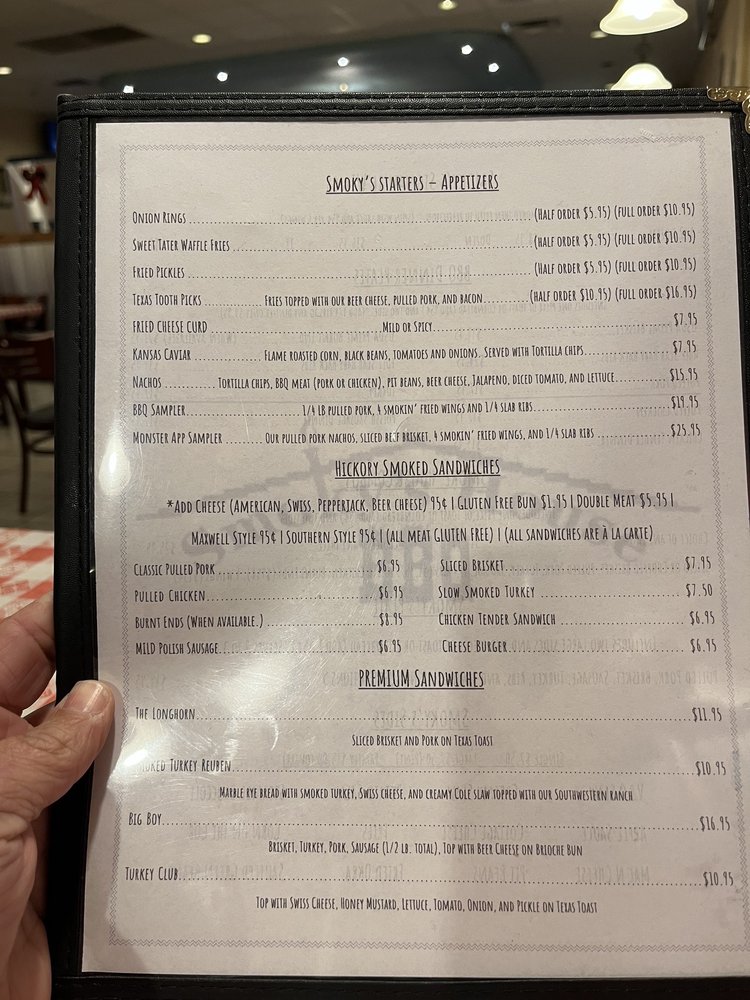 Smoky's starters – Appetizers
Onion Rings (Half order $5.95) (Full order $10.95)
Sweet Tater Waffle Fries (Half order $5.95) (Full order $10.95)
Fried Pickles (Half order $5.95) (Full order $10.95)
Texas Tooth Picks Fries topped with our beer cheese, pulled pork, and bacon (Half order $10.95) (Full order $16.95)
FRIED CHEESE CURD Mild or Spicy $7.95
Kansas Caviar Flame roasted corn, black beans, tomatoes and onions. Served with Tortilla chips $7.95
Nachos Tortilla chips, BBQ meat (pork or chicken), pit beans, beer cheese, Jalapeno, diced tomato, and lettuce $15.95
BBQ Sampler 1/4 lb pulled pork, 4 smokin' fried wings and 1/4 slab ribs $19.95
Monster App Sampler Our pulled pork nachos, sliced beef brisket, 4 smokin' fried wings, and 1/4 slab ribs $25.95
Hickory Smoked Sandwiches
*Add Cheese (American, Swiss, Pepperjack, Beer cheese) 95¢ | Gluten Free Bun $1.95 | Double Meat $5.95 |
Maxwell Style 95¢ | Southern Style 95¢ | (all meat gluten free) | (All sandwiches are à la carte)
Classic Pulled Pork $6.95 Sliced Brisket $7.95
Pulled Chicken $6.95 Slow Smoked Turkey $7.50
Burnt Ends (When available.) $8.95 Chicken Tender Sandwich $6.95
Mild Polish Sausage. $6.95 Cheese Burger $6.95
PREMIUM Sandwiches
The Longhorn $11.95
Sliced Brisket and Pork on Texas Toast
Smoked Turkey Reuben $10.95
Marble rye bread with smoked turkey, Swiss cheese, and creamy Cole slaw topped with our Southwestern ranch
Big Boy $16.95
Brisket, Turkey, Pork, Sausage (1/2 lb. total), Top with Beer Cheese on Brioche Bun
Turkey Club $10.95
Top with Swiss Cheese, Honey Mustard, Lettuce, Tomato, Onion, and Pickle on Texas Toast